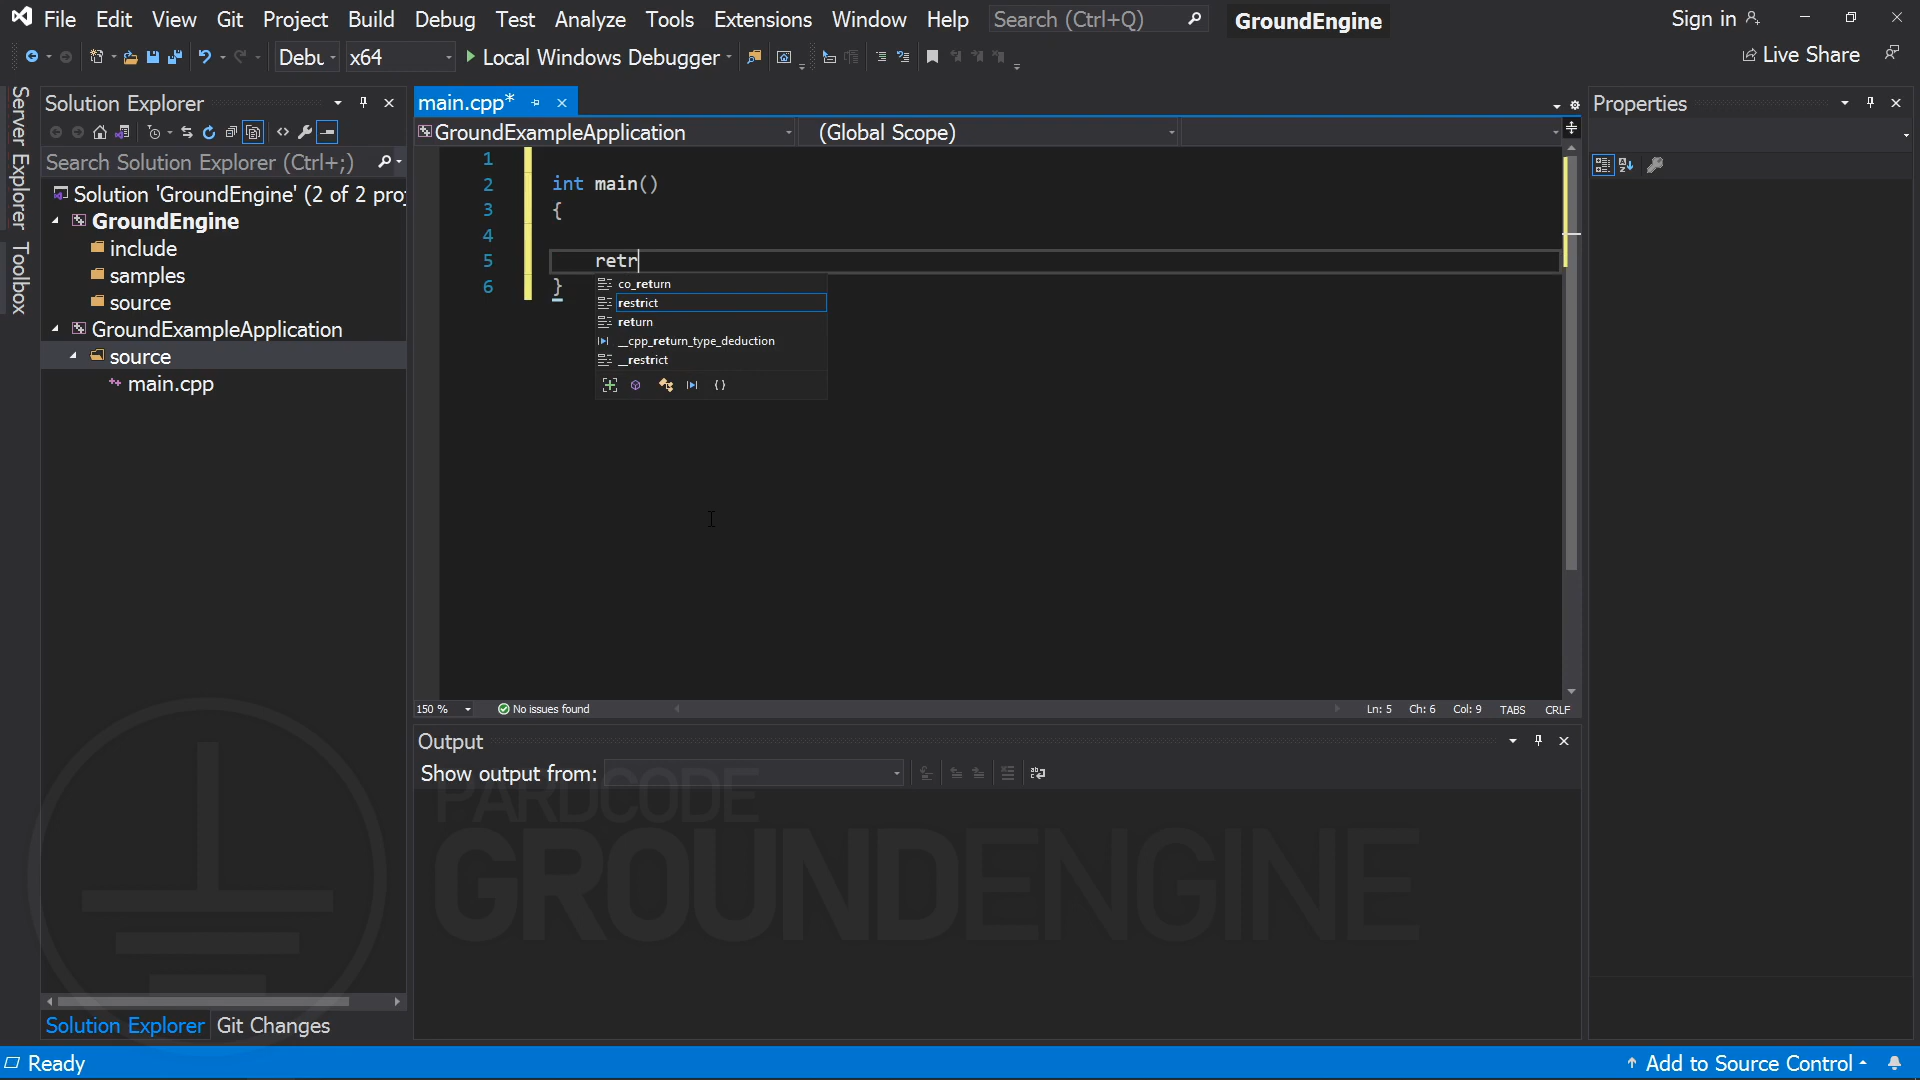 File Edit View Git Project Build Debug Test Analyze Tools Extensions Window Help Search (Ctrl+Q) GroundEngine Sign in
Debu x64 Local Windows Debugger Live Share
Server Explorer
Toolbox
Solution Explorer
Search Solution Explorer (Ctrl+;)
Solution 'GroundEngine' (2 of 2 proj
GroundEngine
include
samples
source
GroundExampleApplication
source
main.cpp
Solution Explorer Git Changes
main.cpp*
GroundExampleApplication (Global Scope)
1
2 int main()
3 {
4
5 retr
6 }
co_return
restrict
return
__cpp_return_type_deduction
__restrict
150 % No issues found Ln: 5 Ch: 6 Col: 9 TABS CRLF
Output
Show output from:
PARDCODE
GROUNDENGINE
Properties
Ready Add to Source Control